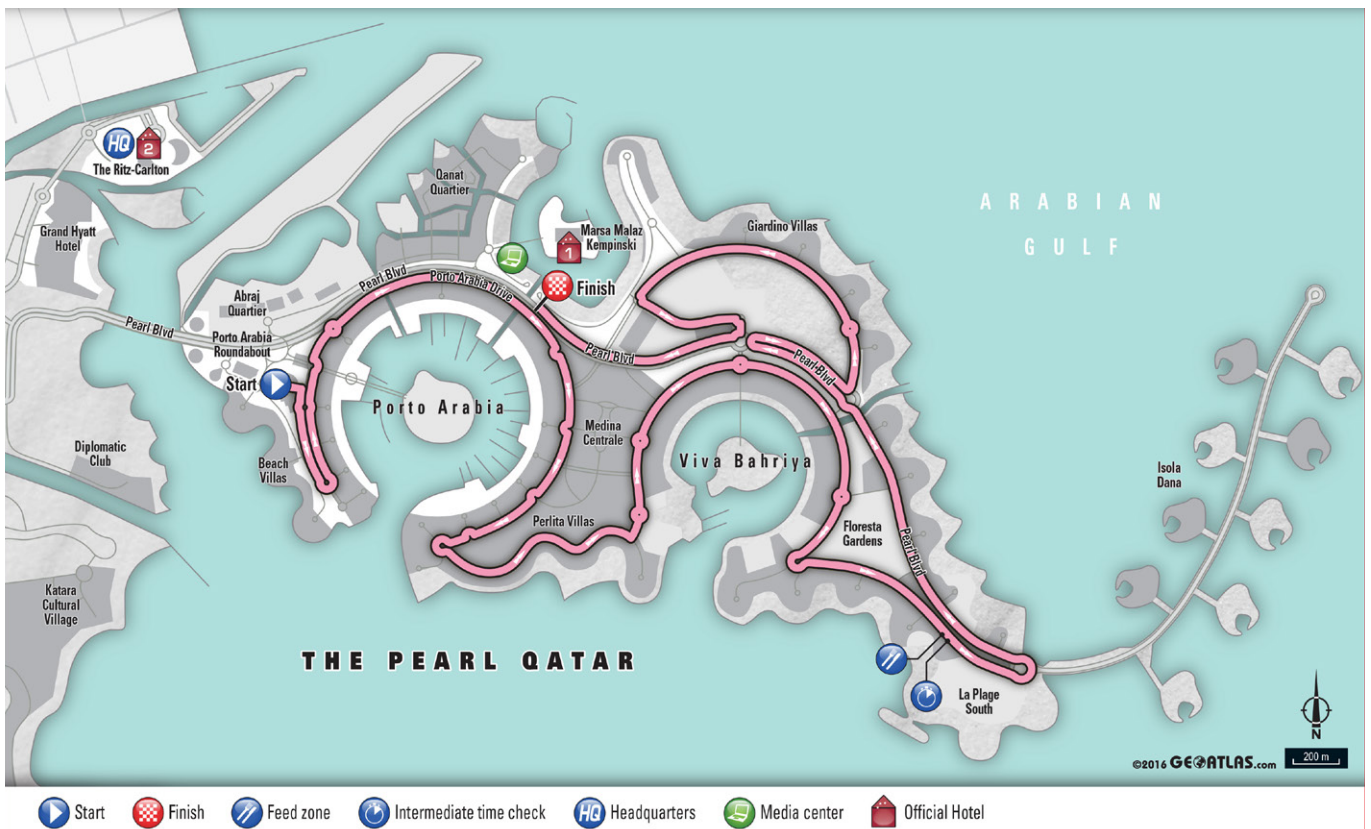 HQ
2
The Ritz-Carlton
Grand Hyatt
Hotel
Qanat
Quartier
Marsa Malaz
Kempinski
1
Giardino Villas
ARABIAN
GULF
Abraj
Quartier
Pearl Blvd
Porto Arabia Drive
Finish
Pearl Blvd
Porto Arabia
Roundabout
Start
Pearl Blvd
Pearl Blvd
Porto Arabia
Medina
Centrale
Viva Bahriya
Diplomatic
Club
Beach
Villas
Isola
Dana
Perlita Villas
Floresta
Gardens
Pearl Blvd
Katara
Cultural
Village
THE PEARL QATAR
La Plage
South
N
©2016 GEOATLAS.com
200 m
Start
Finish
Feed zone
Intermediate time check
HQ
Headquarters
Media center
Official Hotel